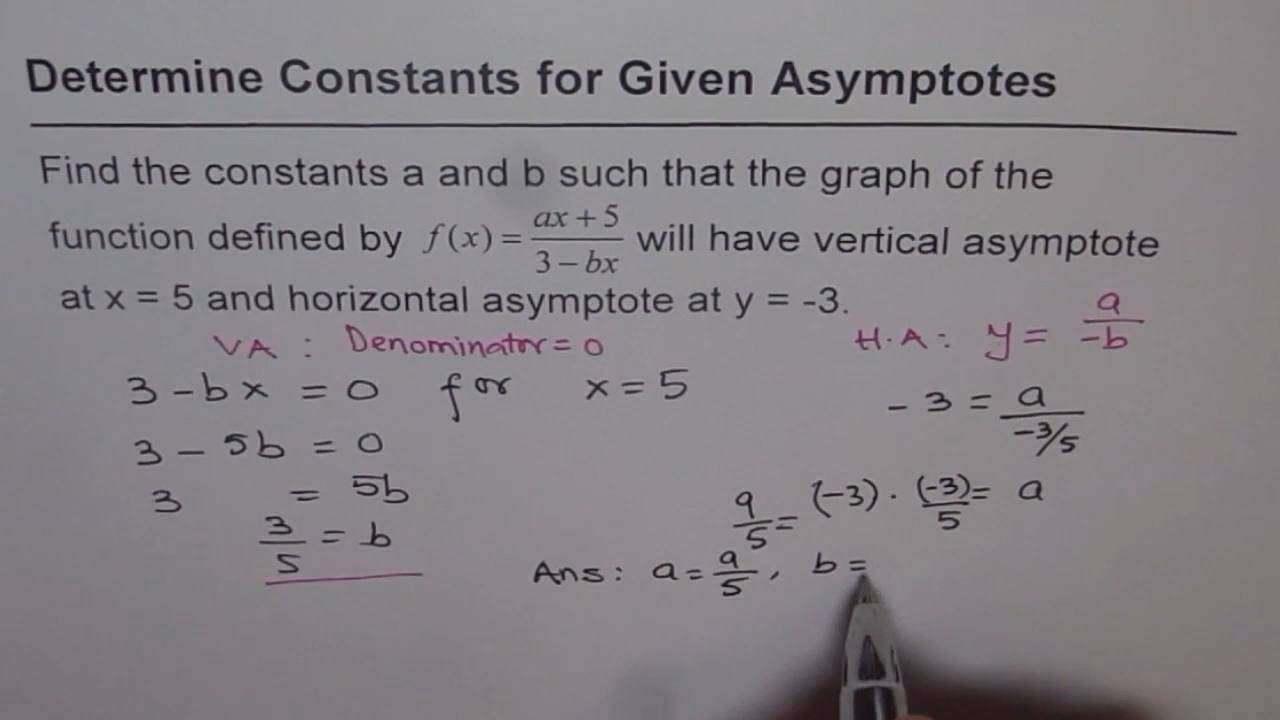 Determine Constants for Given Asymptotes
Find the constants a and b such that the graph of the
function defined by f(x) = (ax + 5)/(3 − bx) will have vertical asymptote
at x = 5 and horizontal asymptote at y = -3.
VA : Denominator = 0
H.A: y = a/-b
3 - bx = 0 for x = 5
-3 = a/(-3/5)
3 - 5b = 0
3 = 5b
9/5 = (-3) · (-3)/5 = a
3/5 = b
Ans: a = 9/5, b =